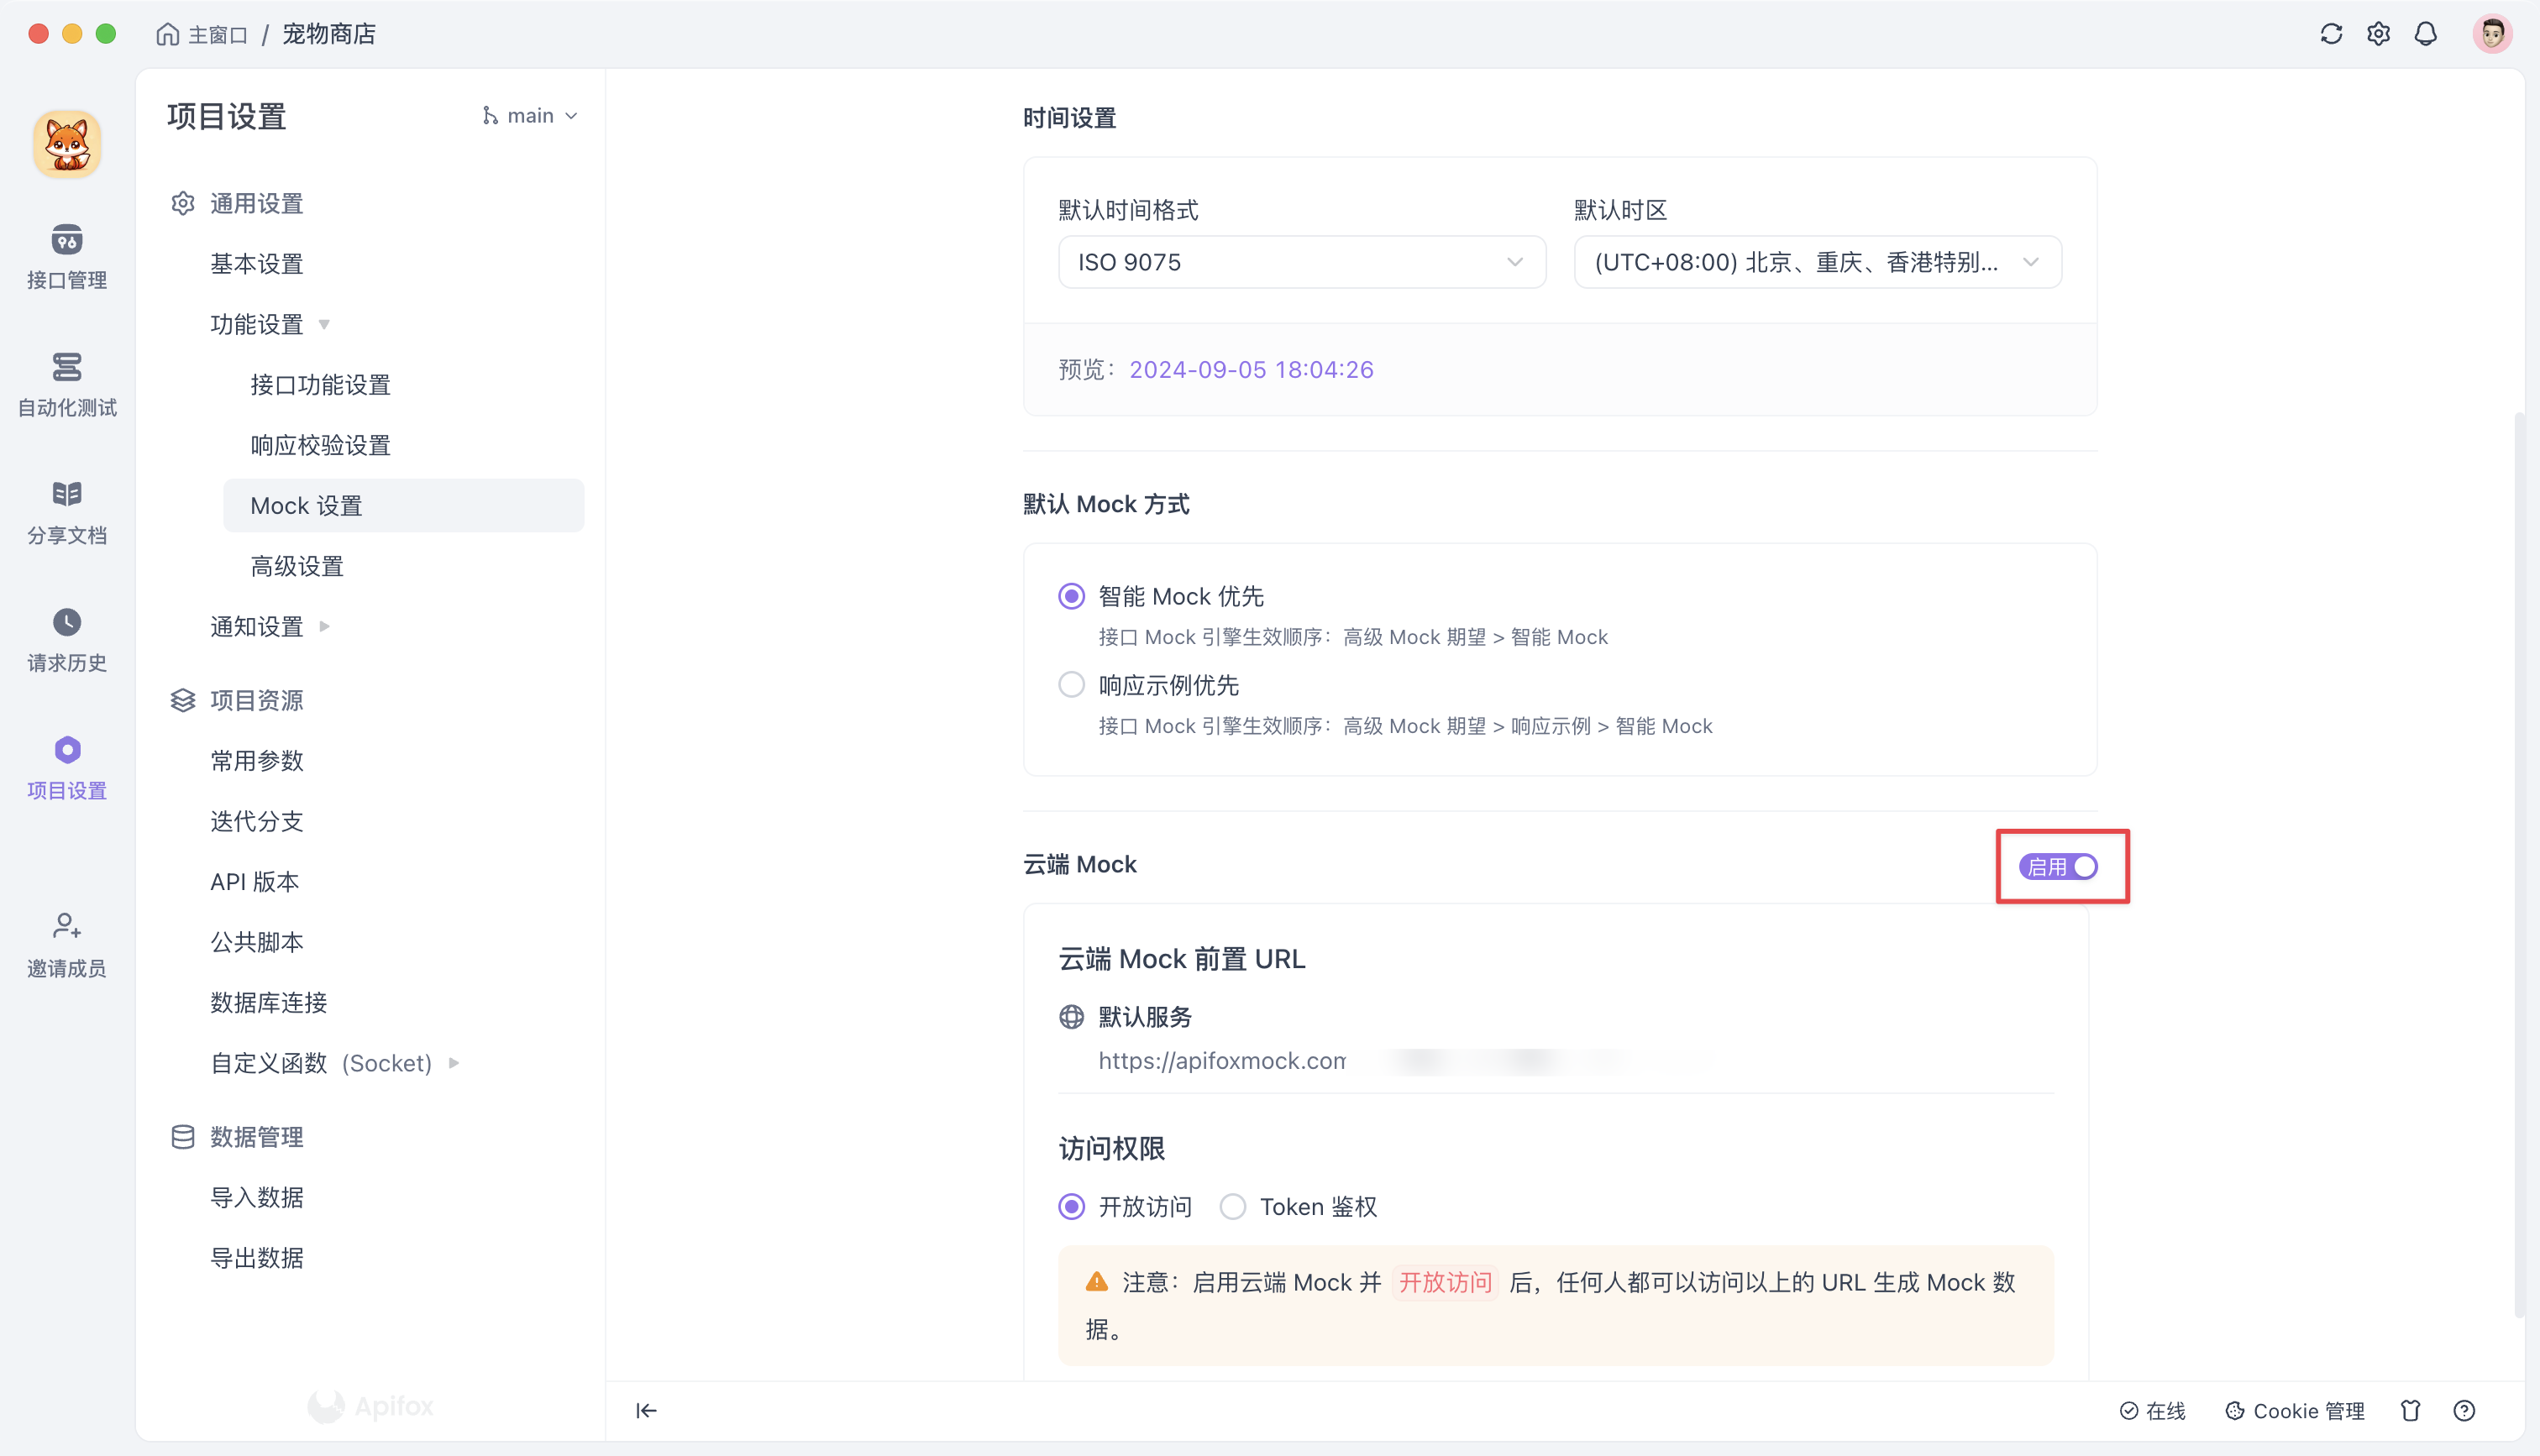 主窗口 / 宠物商店
接口管理
自动化测试
分享文档
请求历史
项目设置
邀请成员
项目设置
main
通用设置
基本设置
功能设置
接口功能设置
响应校验设置
Mock 设置
高级设置
通知设置
项目资源
常用参数
迭代分支
API 版本
公共脚本
数据库连接
自定义函数 (Socket)
数据管理
导入数据
导出数据
Apifox
时间设置
默认时间格式
ISO 9075
默认时区
(UTC+08:00) 北京、重庆、香港特别...
预览：2024-09-05 18:04:26
默认 Mock 方式
智能 Mock 优先
接口 Mock 引擎生效顺序：高级 Mock 期望 > 智能 Mock
响应示例优先
接口 Mock 引擎生效顺序：高级 Mock 期望 > 响应示例 > 智能 Mock
云端 Mock
启用
云端 Mock 前置 URL
默认服务
https://apifoxmock.com
访问权限
开放访问
Token 鉴权
注意：启用云端 Mock 并 开放访问 后，任何人都可以访问以上的 URL 生成 Mock 数
据。
在线
Cookie 管理